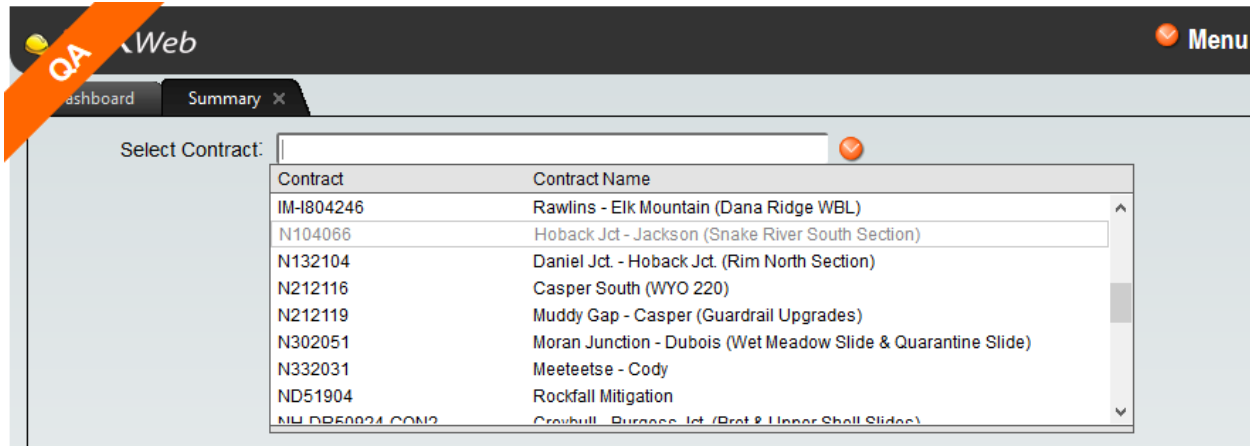 QA
Web
Menu
ashboard Summary ×
Select Contract:
Contract Contract Name
IM-I804246 Rawlins - Elk Mountain (Dana Ridge WBL)
N104066 Hoback Jct - Jackson (Snake River South Section)
N132104 Daniel Jct. - Hoback Jct. (Rim North Section)
N212116 Casper South (WYO 220)
N212119 Muddy Gap - Casper (Guardrail Upgrades)
N302051 Moran Junction - Dubois (Wet Meadow Slide & Quarantine Slide)
N332031 Meeteetse - Cody
ND51904 Rockfall Mitigation